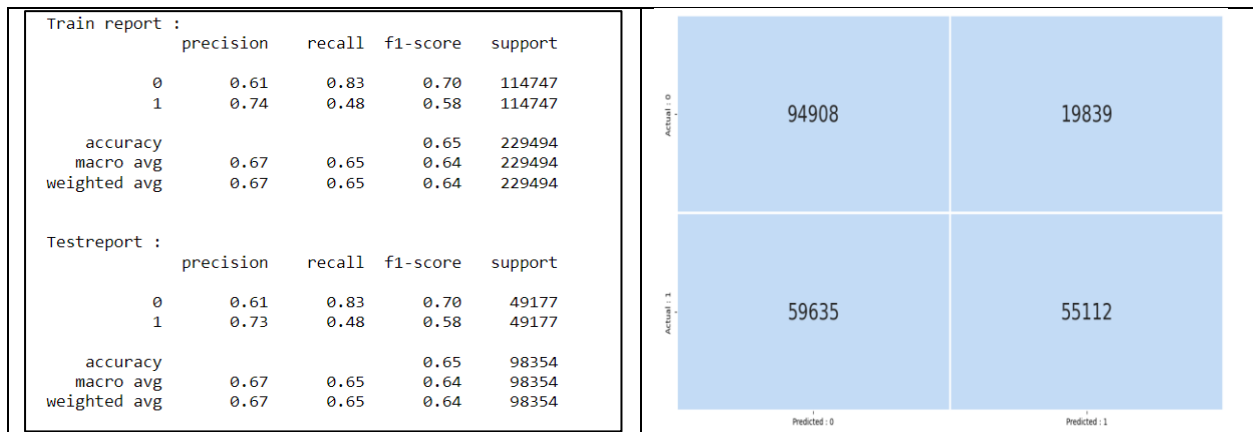 Train report :
precision recall f1-score support
0 0.61 0.83 0.70 114747
1 0.74 0.48 0.58 114747
accuracy 0.65 229494
macro avg 0.67 0.65 0.64 229494
weighted avg 0.67 0.65 0.64 229494
Testreport :
precision recall f1-score support
0 0.61 0.83 0.70 49177
1 0.73 0.48 0.58 49177
accuracy 0.65 98354
macro avg 0.67 0.65 0.64 98354
weighted avg 0.67 0.65 0.64 98354
Actual : 0
94908 19839
Actual : 1
59635 55112
Predicted : 0 Predicted : 1